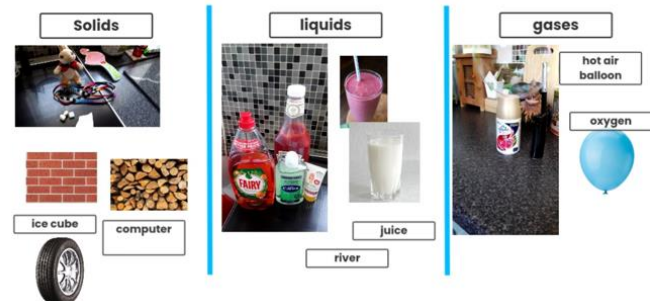 Solids
liquids
gases
hot air
balloon
oxygen
FAIRY
ice cube
computer
juice
river